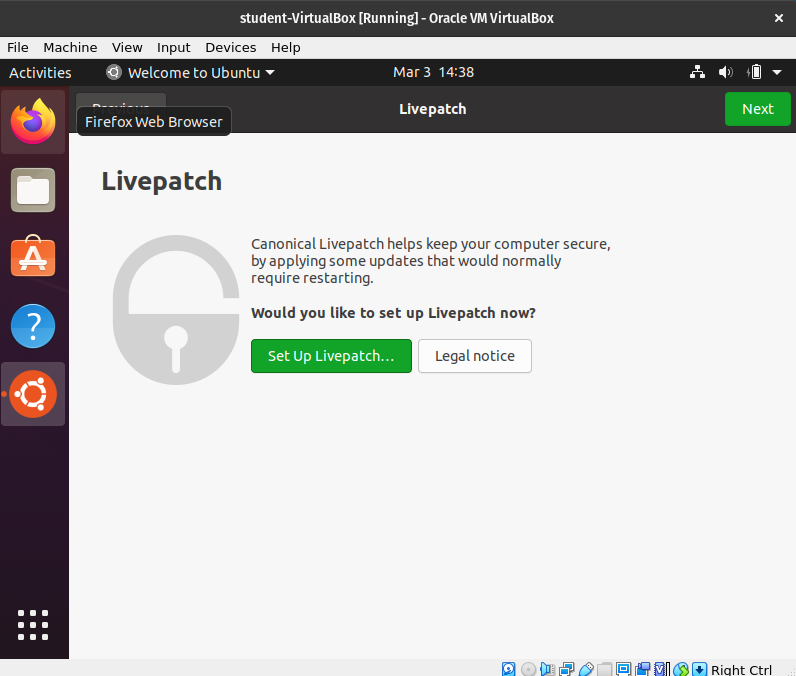 student-VirtualBox [Running] - Oracle VM VirtualBox
File Machine View Input Devices Help
Activities Welcome to Ubuntu Mar 3 14:38
Livepatch Next
Firefox Web Browser
Livepatch
Canonical Livepatch helps keep your computer secure,
by applying some updates that would normally
require restarting.
Would you like to set up Livepatch now?
Set Up Livepatch... Legal notice
Right Ctrl